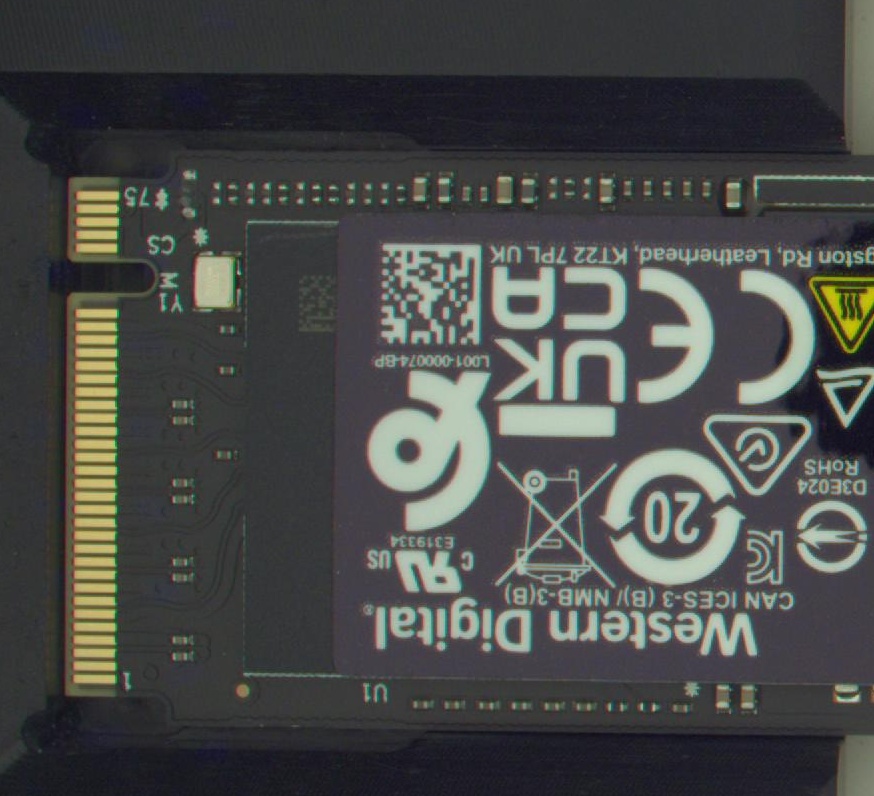 U1
1
Western Digital®
CAN ICES-3 (B)/ NMB-3(B)
C US
E319334
20
D3E024
RoHS
UK
CA
CE
L001-000074-BP
gston Rd, Leatherhead, KT22 7PL UK
Y1
M
CS
75